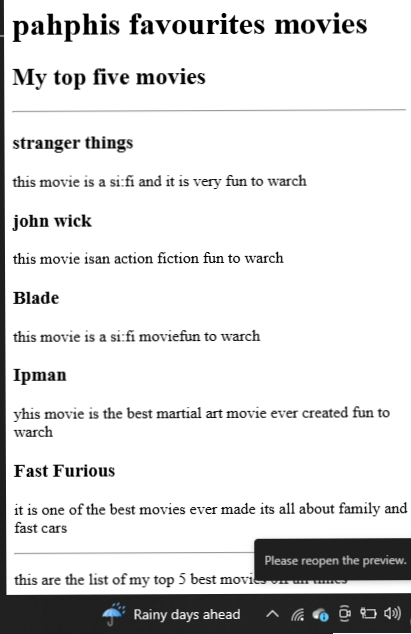 pahphis favourites movies
My top five movies
stranger things
this movie is a si:fi and it is very fun to warch
john wick
this movie isan action fiction fun to warch
Blade
this movie is a si:fi moviefun to warch
Ipman
yhis movie is the best martial art movie ever created fun to
warch
Fast Furious
it is one of the best movies ever made its all about family and
fast cars
Please reopen the preview.
this are the list of my top 5 best movies off all times
Rainy days ahead